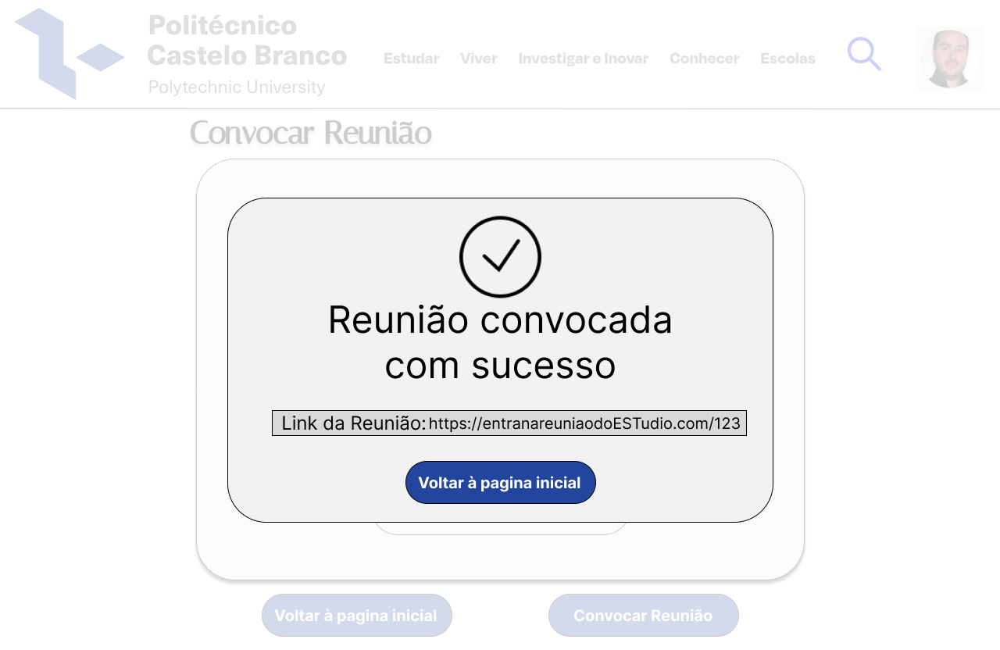 Politécnico
Castelo Branco
Polytechnic University
Estudar Viver Investigar e Inovar Conhecer Escolas
Convocar Reunião
Reunião convocada
com sucesso
Link da Reunião: https://entranareuniaodoESTudio.com/123
Voltar à pagina inicial
Voltar à pagina inicial Convocar Reunião